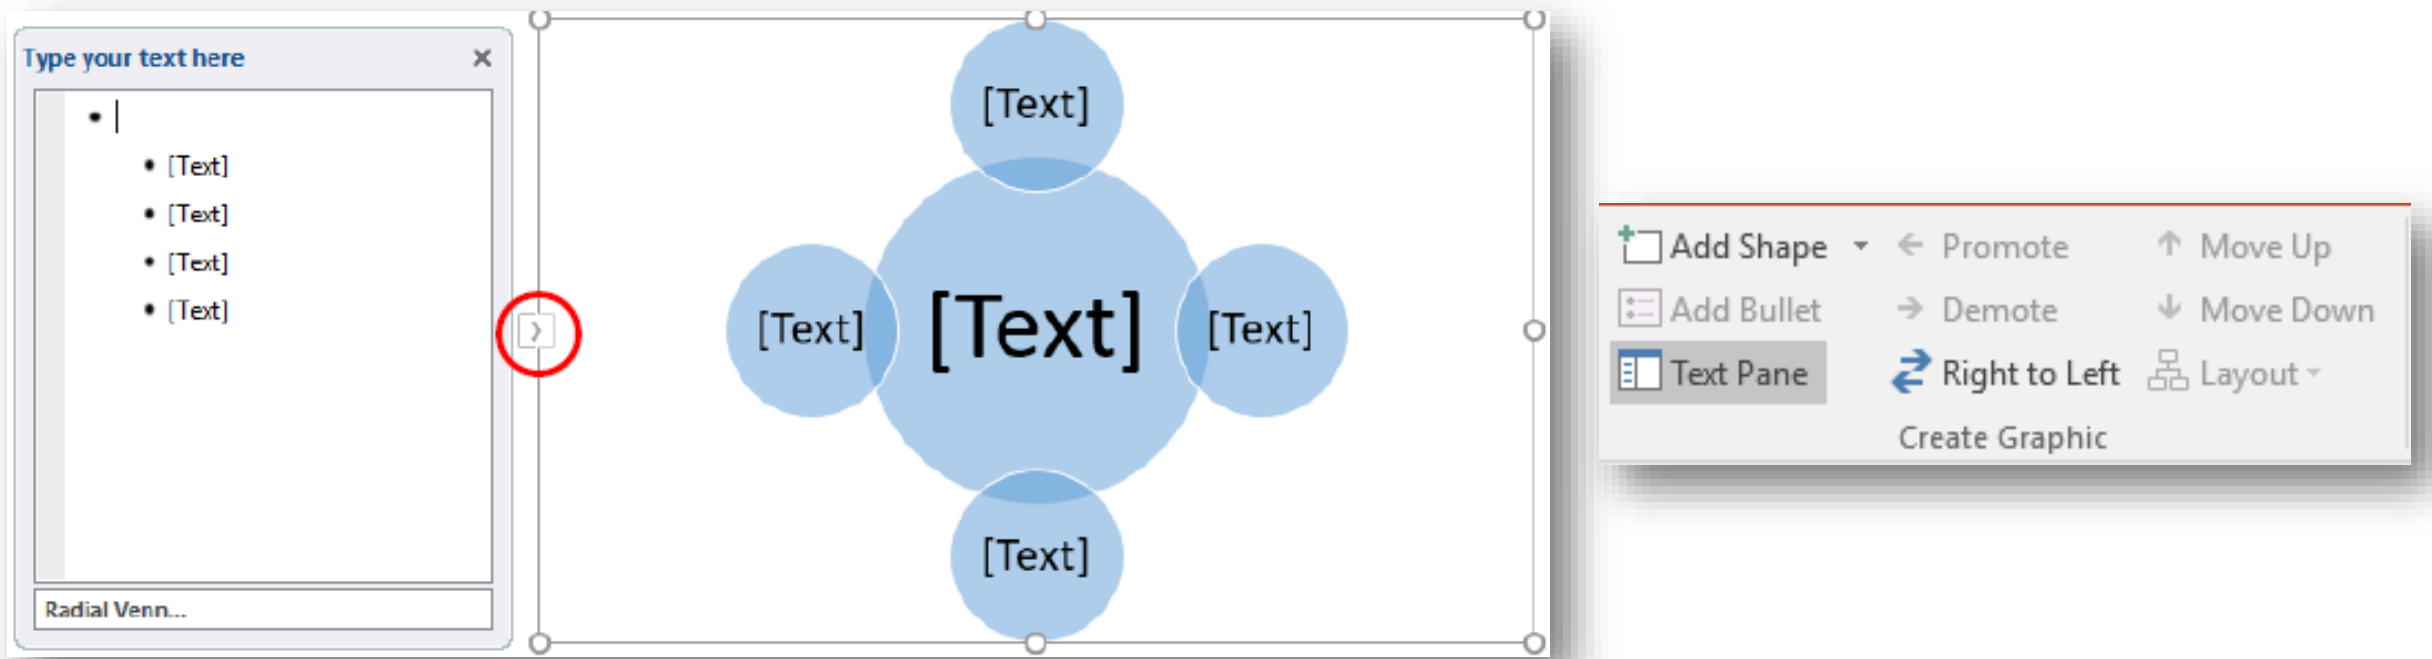 Type your text here
[Text]
[Text]
[Text]
[Text]
Radial Venn...
[Text]
[Text] [Text] [Text]
[Text]
Add Shape Promote Move Up
Add Bullet Demote Move Down
Text Pane Right to Left Layout
Create Graphic